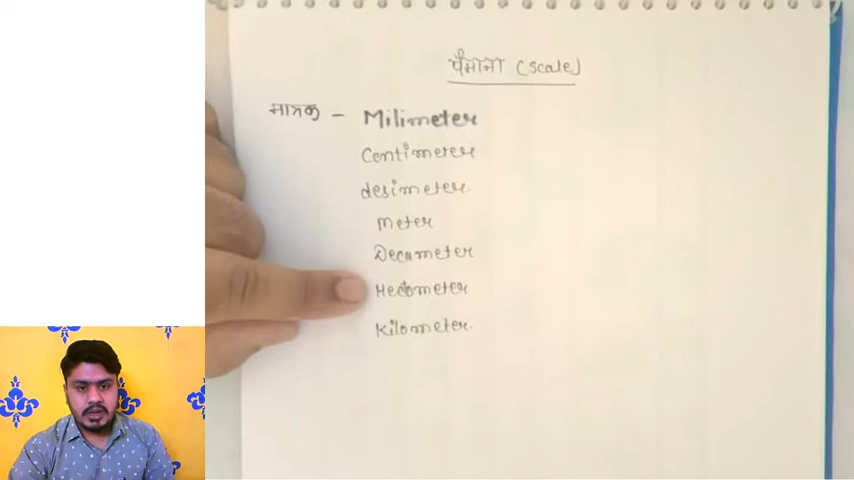 पैमाना (scale)
मात्रक - Milimeter
Centimeter
desimeter
meter
Decameter
Hectometer
Kilometer